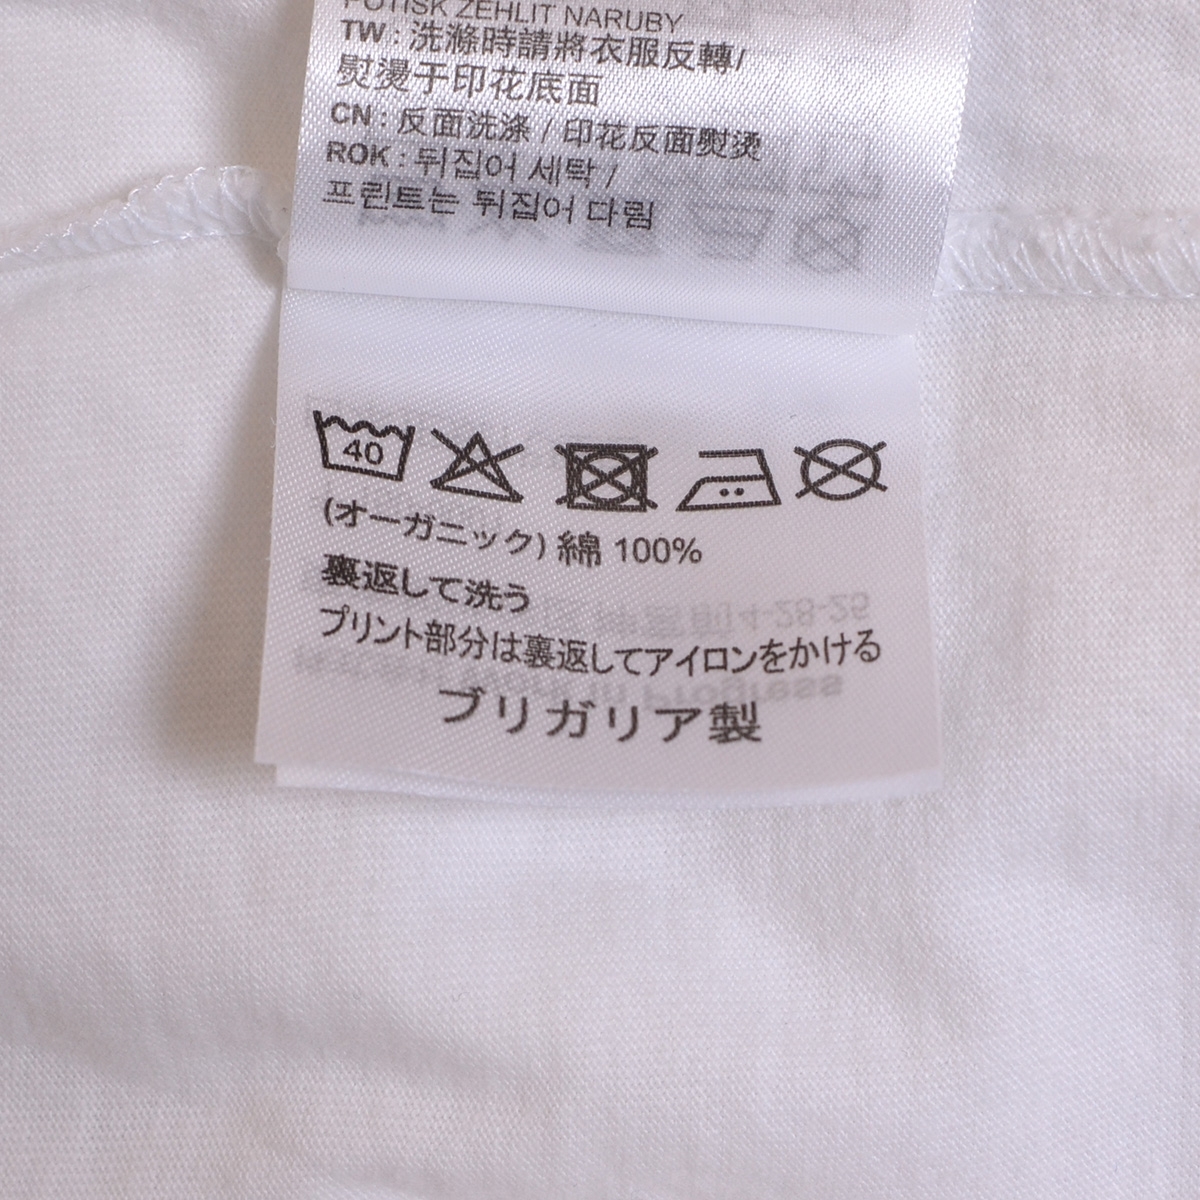 POTISK ZEHLIT NARUBY
TW : 洗滌時請將衣服反轉/
熨燙于印花底面
CN : 反面洗涤 / 印花反面熨烫
ROK : 뒤집어 세탁 /
프린트는 뒤집어 다림
40
(オーガニック) 綿 100%
裏返して洗う
プリント部分は裏返してアイロンをかける
ブリガリア製